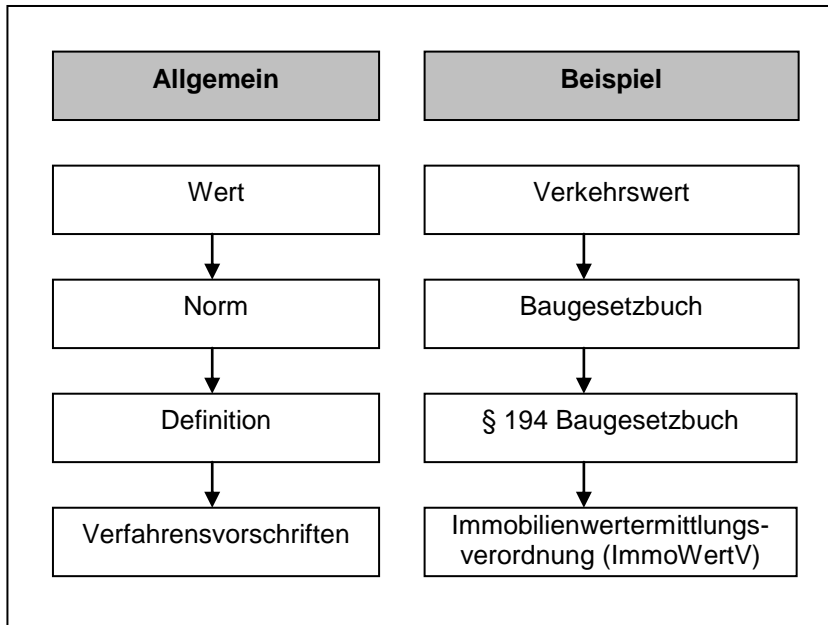 Allgemein
Beispiel
Wert
Verkehrswert
Norm
Baugesetzbuch
Definition
§ 194 Baugesetzbuch
Verfahrensvorschriften
Immobilienwertermittlungs-
verordnung (ImmoWertV)